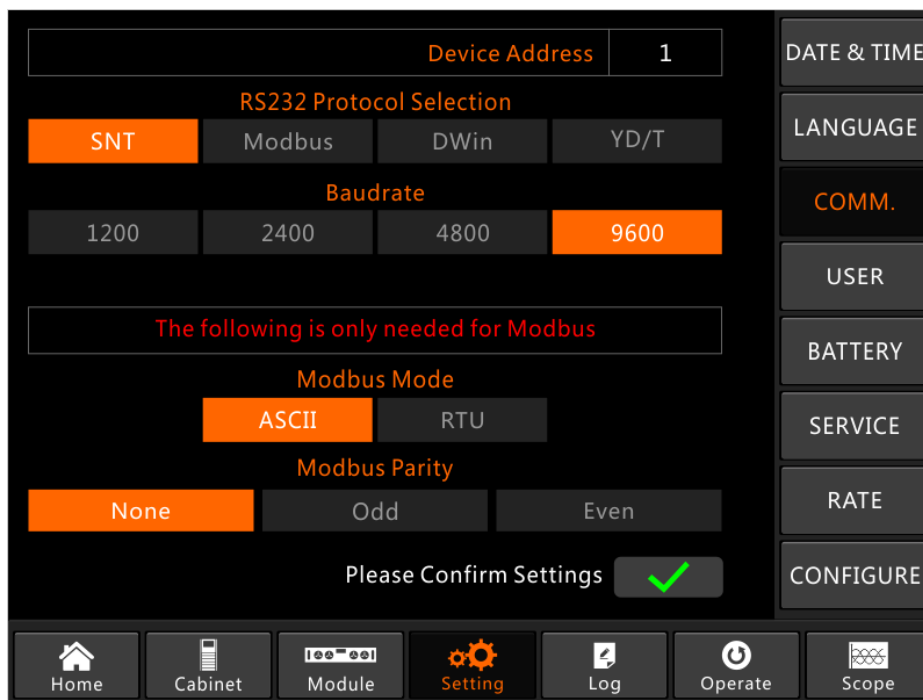 Device Address 1
RS232 Protocol Selection
SNT Modbus DWin YD/T
Baudrate
1200 2400 4800 9600
The following is only needed for Modbus
Modbus Mode
ASCII RTU
Modbus Parity
None Odd Even
Please Confirm Settings
DATE & TIME
LANGUAGE
COMM.
USER
BATTERY
SERVICE
RATE
CONFIGURE
Home Cabinet Module Setting Log Operate Scope